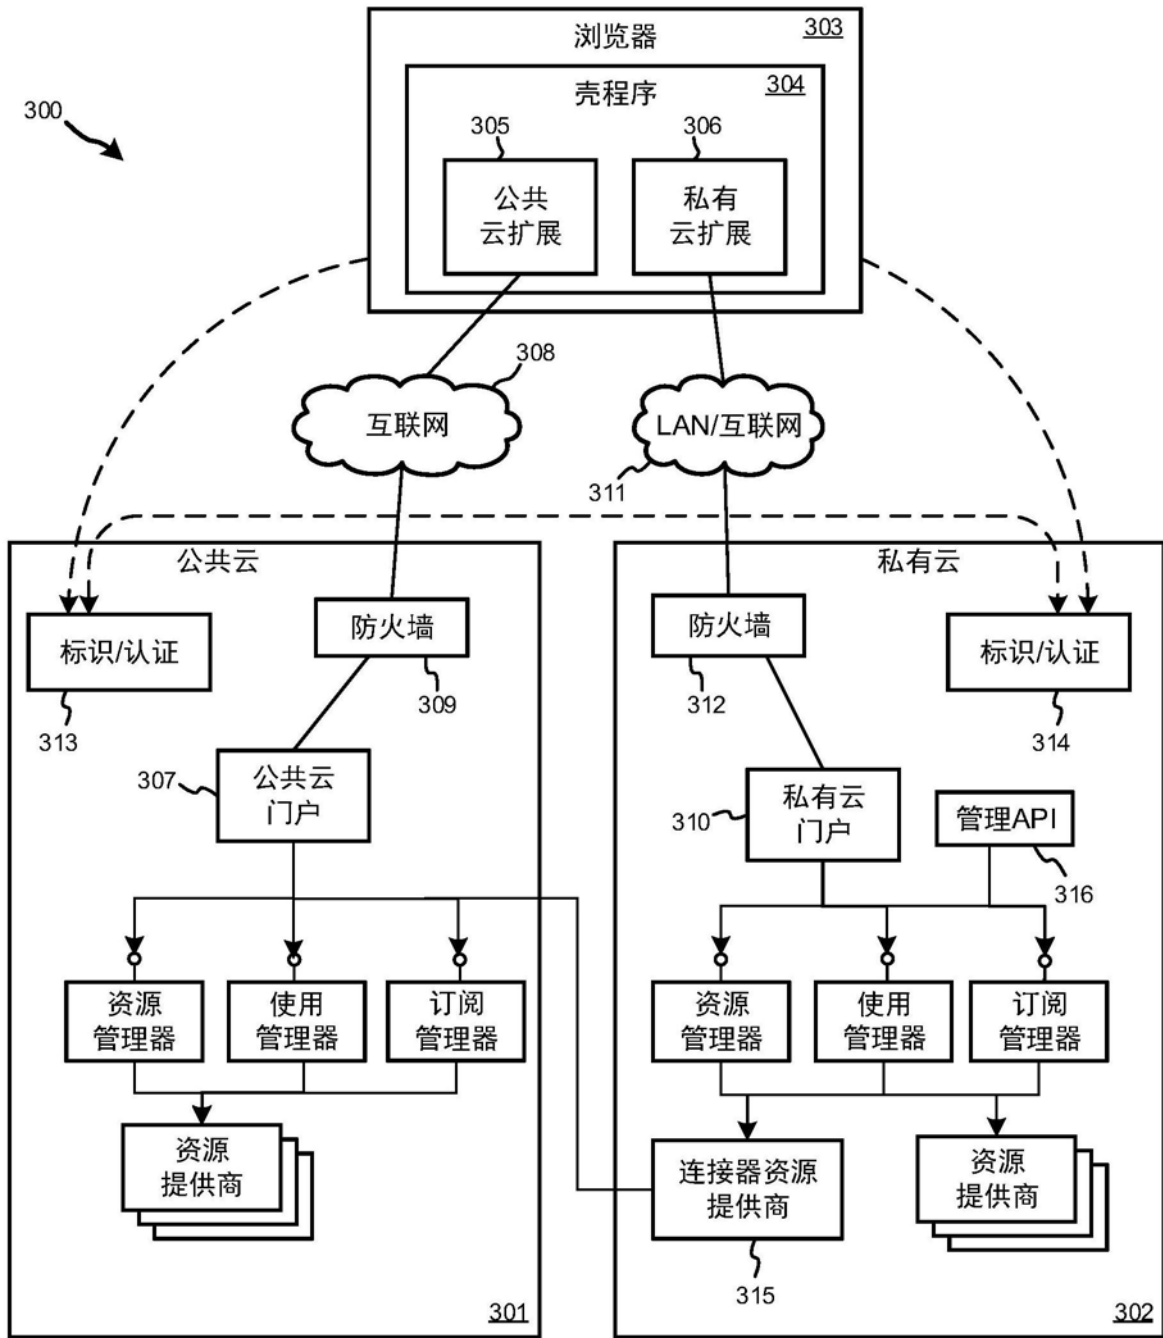 浏览器
303
壳程序
304
300
305
306
公共
云扩展
私有
云扩展
308
互联网
LAN/互联网
311
公共云
私有云
防火墙
309
防火墙
312
标识/认证
313
标识/认证
314
307
公共云
门户
310
私有云
门户
管理API
316
资源
管理器
使用
管理器
订阅
管理器
资源
管理器
使用
管理器
订阅
管理器
资源
提供商
连接器资源
提供商
315
资源
提供商
301
302